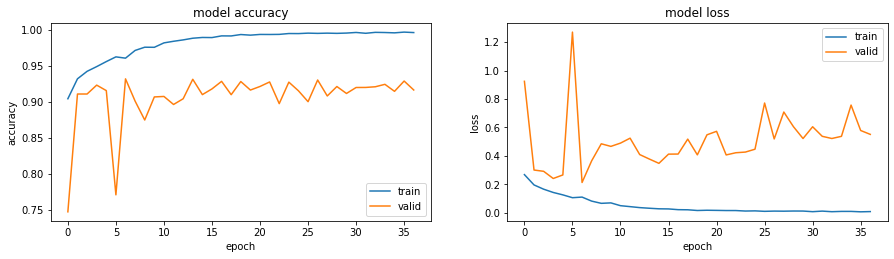 model accuracy
1.00
0.95
0.90
0.85
0.80
0.75
accuracy
0
5
10
15
20
25
30
35
epoch
train
valid
model loss
1.2
1.0
0.8
0.6
0.4
0.2
0.0
loss
0
5
10
15
20
25
30
35
epoch
train
valid